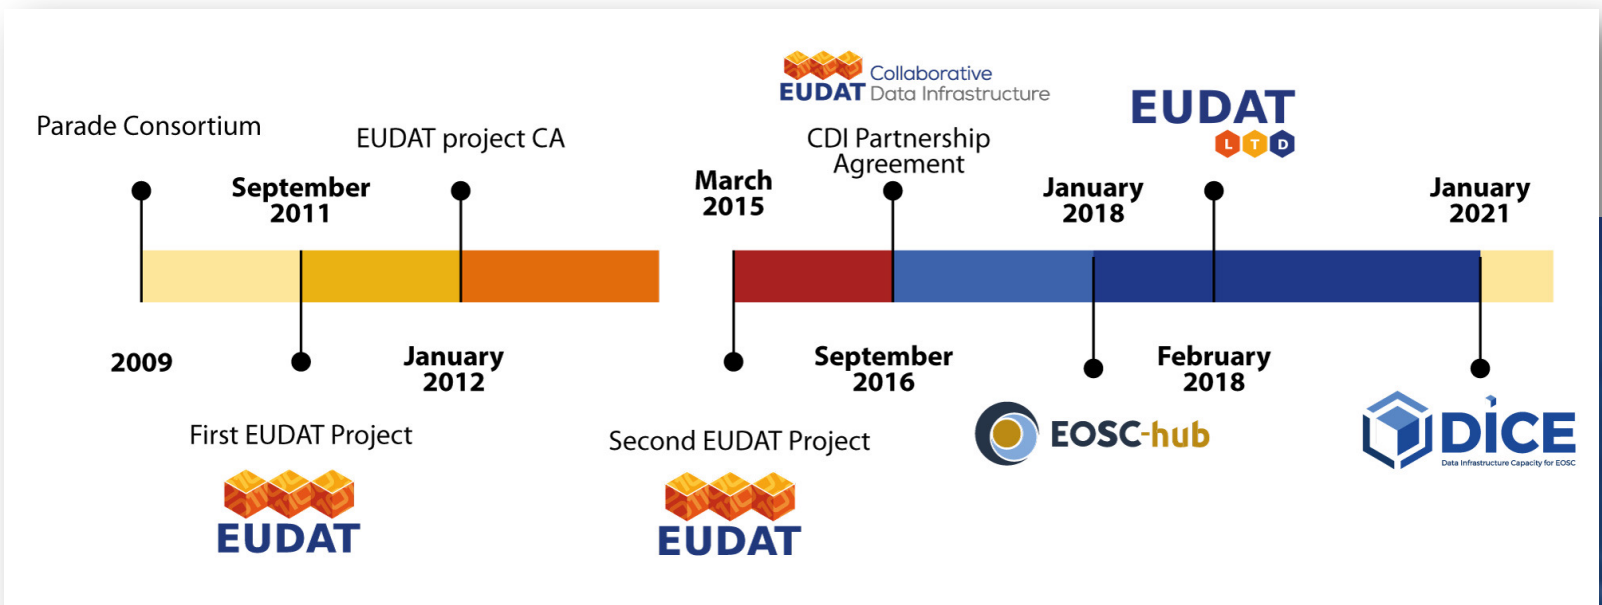 Parade Consortium
2009
September
2011
First EUDAT Project
EUDAT
EUDAT project CA
January
2012
March
2015
Second EUDAT Project
EUDAT
EUDAT Collaborative
Data Infrastructure
CDI Partnership
Agreement
September
2016
January
2018
EOSC-hub
EUDAT
LTD
February
2018
January
2021
DICE
Data Infrastructure Capacity for EOSC